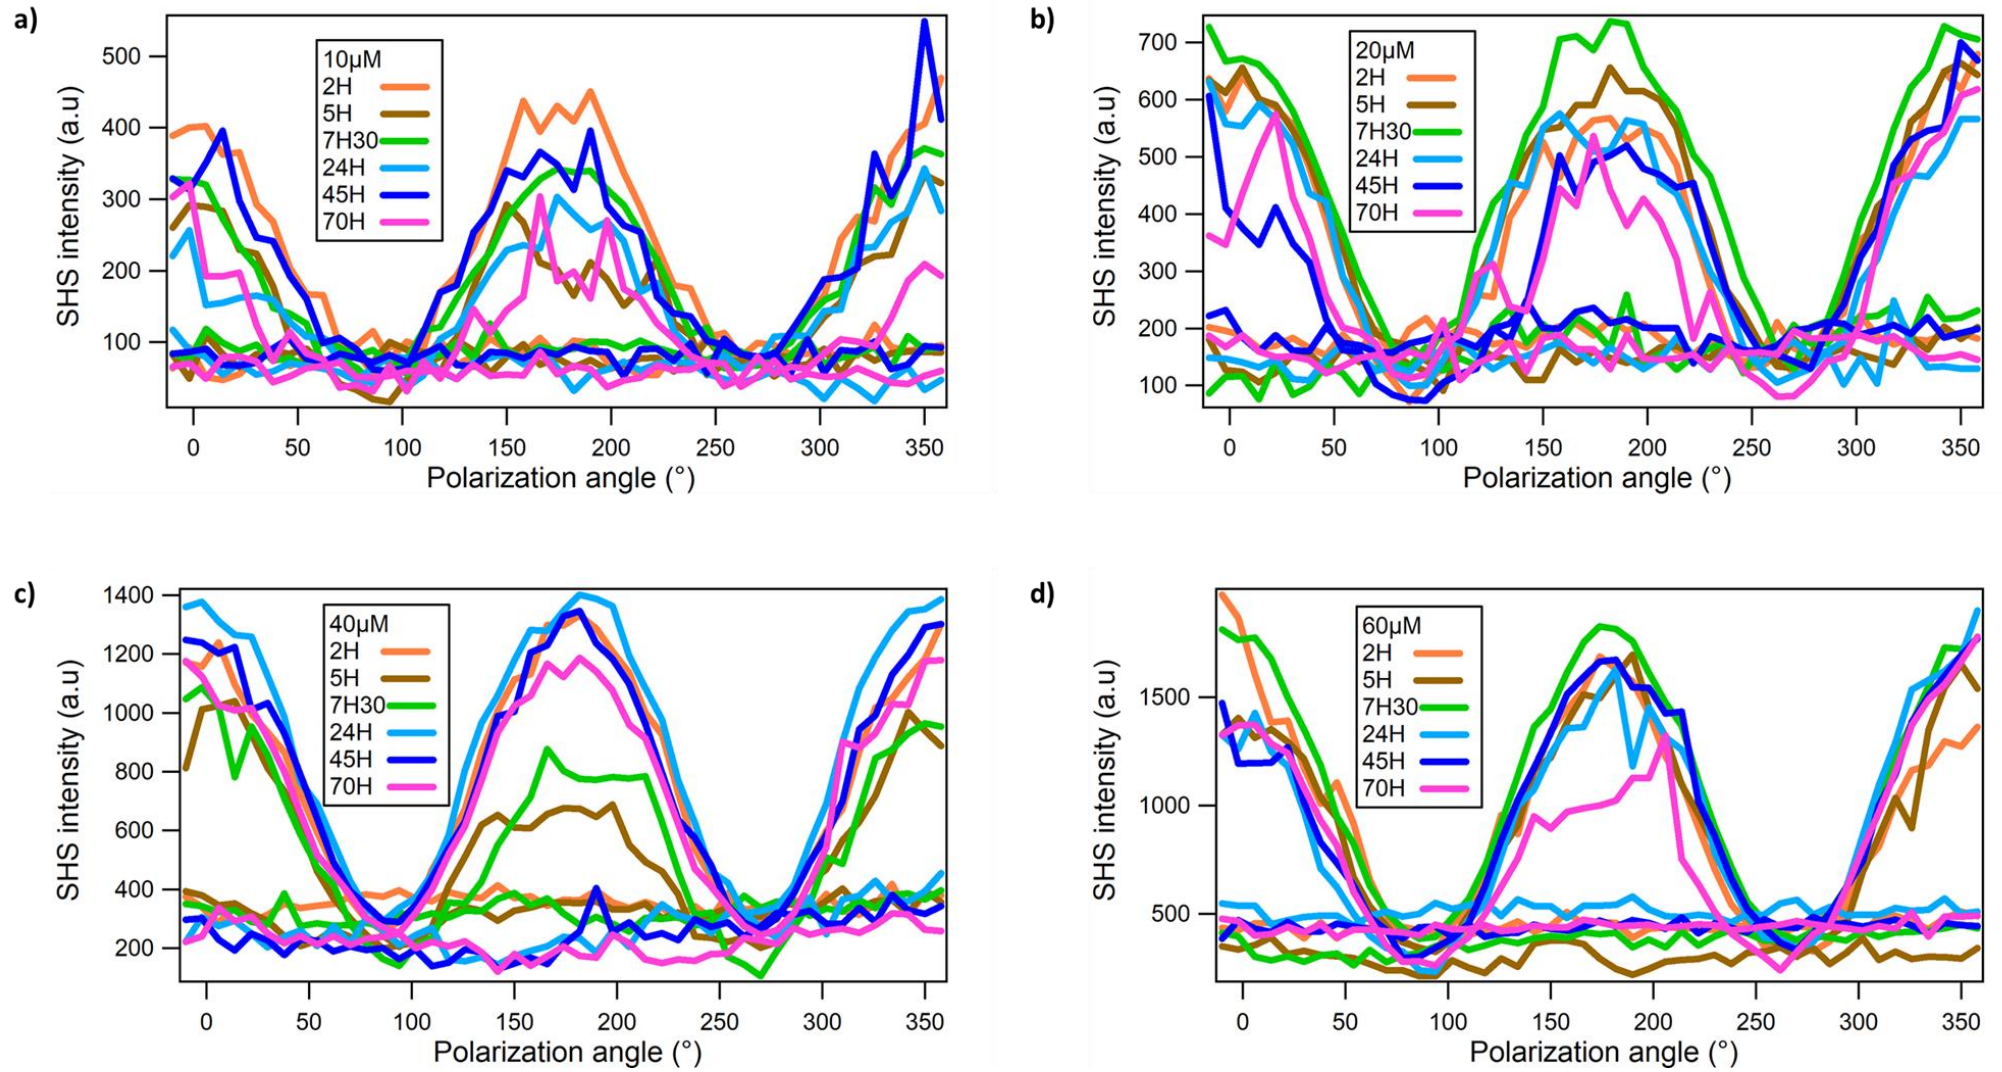 a)
SHS intensity (a.u)
500
400
300
200
100
10µM
2H
5H
7H30
24H
45H
70H
0 50 100 150 200 250 300 350
Polarization angle (°)
b)
SHS intensity (a.u)
700
600
500
400
300
200
100
20µM
2H
5H
7H30
24H
45H
70H
0 50 100 150 200 250 300 350
Polarization angle (°)
c)
SHS intensity (a.u)
1400
1200
1000
800
600
400
200
40µM
2H
5H
7H30
24H
45H
70H
0 50 100 150 200 250 300 350
Polarization angle (°)
d)
SHS intensity (a.u)
1500
1000
500
60µM
2H
5H
7H30
24H
45H
70H
0 50 100 150 200 250 300 350
Polarization angle (°)